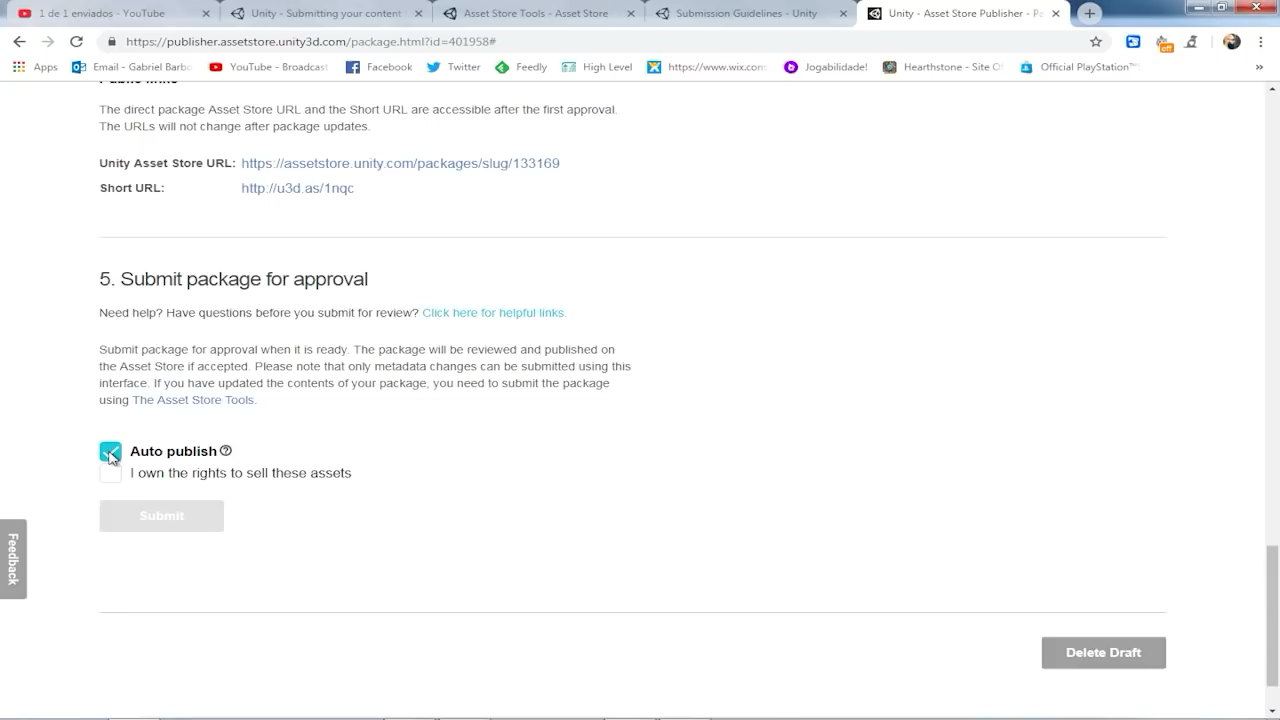 1 de 1 enviados - YouTube
Unity - Submitting your content
Asset Store Tools - Asset Store
Submission Guidelines - Unity
Unity - Asset Store Publisher - Pa
https://publisher.assetstore.unity3d.com/package.html?id=401958#
off
Apps
Email - Gabriel Barbo
YouTube - Broadcast
Facebook
Twitter
Feedly
High Level
https://www.wix.com
Jogabilidade!
Hearthstone - Site O
Official PlayStation™
»
Public links
The direct package Asset Store URL and the Short URL are accessible after the first approval.
The URLs will not change after package updates.
Unity Asset Store URL: https://assetstore.unity.com/packages/slug/133169
Short URL: http://u3d.as/1nqc
5. Submit package for approval
Need help? Have questions before you submit for review? Click here for helpful links.
Submit package for approval when it is ready. The package will be reviewed and published on
the Asset Store if accepted. Please note that only metadata changes can be submitted using this
interface. If you have updated the contents of your package, you need to submit the package
using The Asset Store Tools.
Auto publish ?
I own the rights to sell these assets
Submit
Feedback
Delete Draft